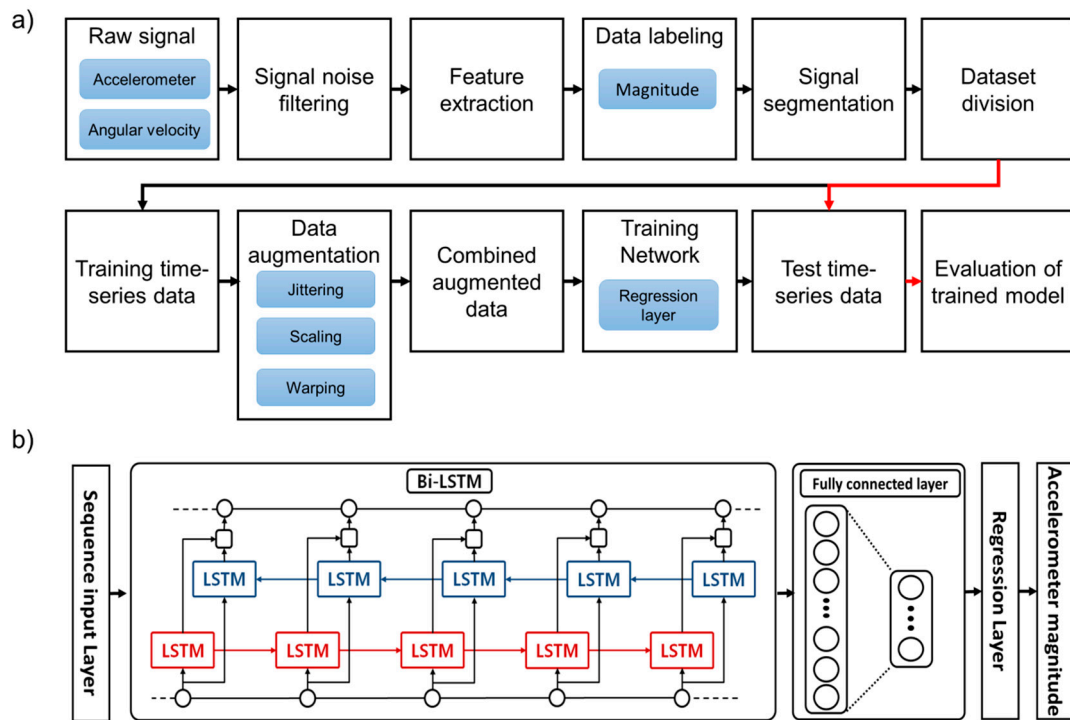 a)
Raw signal
Accelerometer
Angular velocity
Signal noise
filtering
Feature
extraction
Data labeling
Magnitude
Signal
segmentation
Dataset
division
Training time-
series data
Data
augmentation
Jittering
Scaling
Warping
Combined
augmented
data
Training
Network
Regression
layer
Test time-
series data
Evaluation of
trained model
b)
Sequence input Layer
Bi-LSTM
LSTM
LSTM
LSTM
LSTM
LSTM
LSTM
LSTM
LSTM
LSTM
LSTM
Fully connected layer
Regression Layer
Accelerometer magnitude